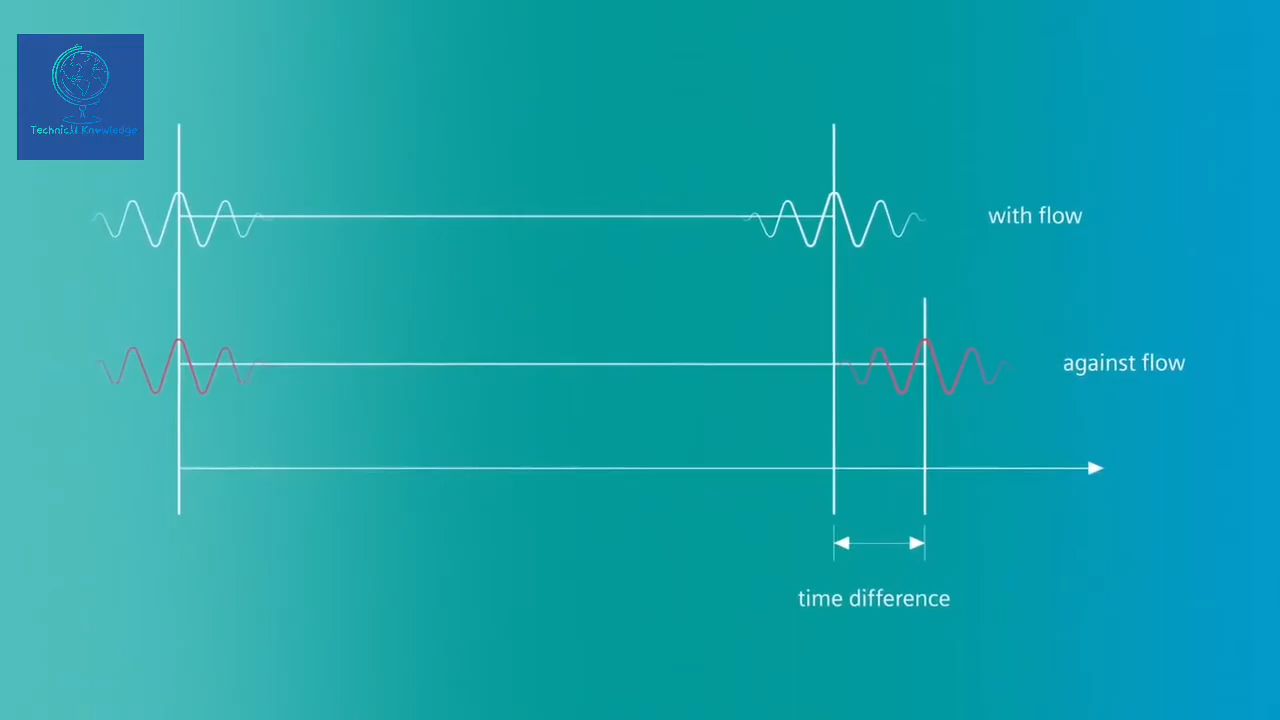 Technical Knowledge
with flow
against flow
time difference